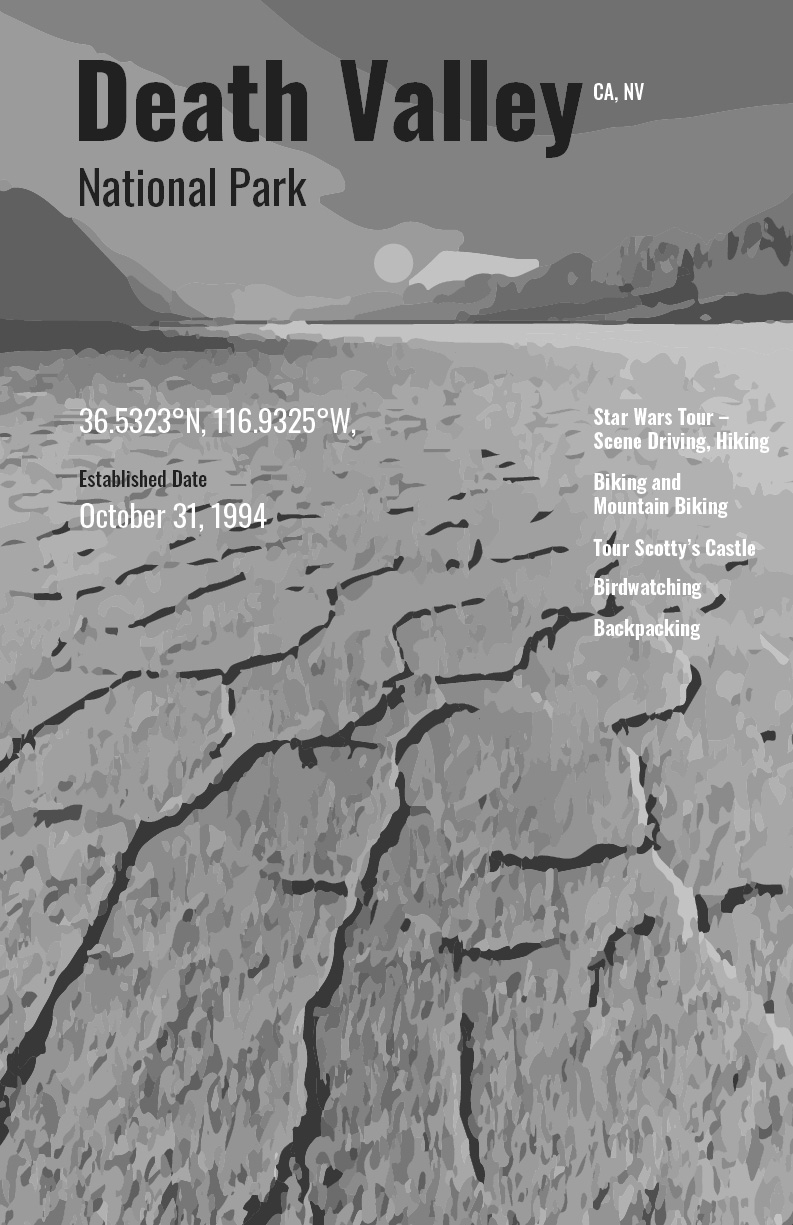 Death Valley
CA, NV
National Park
36.5323°N, 116.9325°W,
Established Date
October 31, 1994
Star Wars Tour –
Scene Driving, Hiking
Biking and
Mountain Biking
Tour Scotty’s Castle
Birdwatching
Backpacking